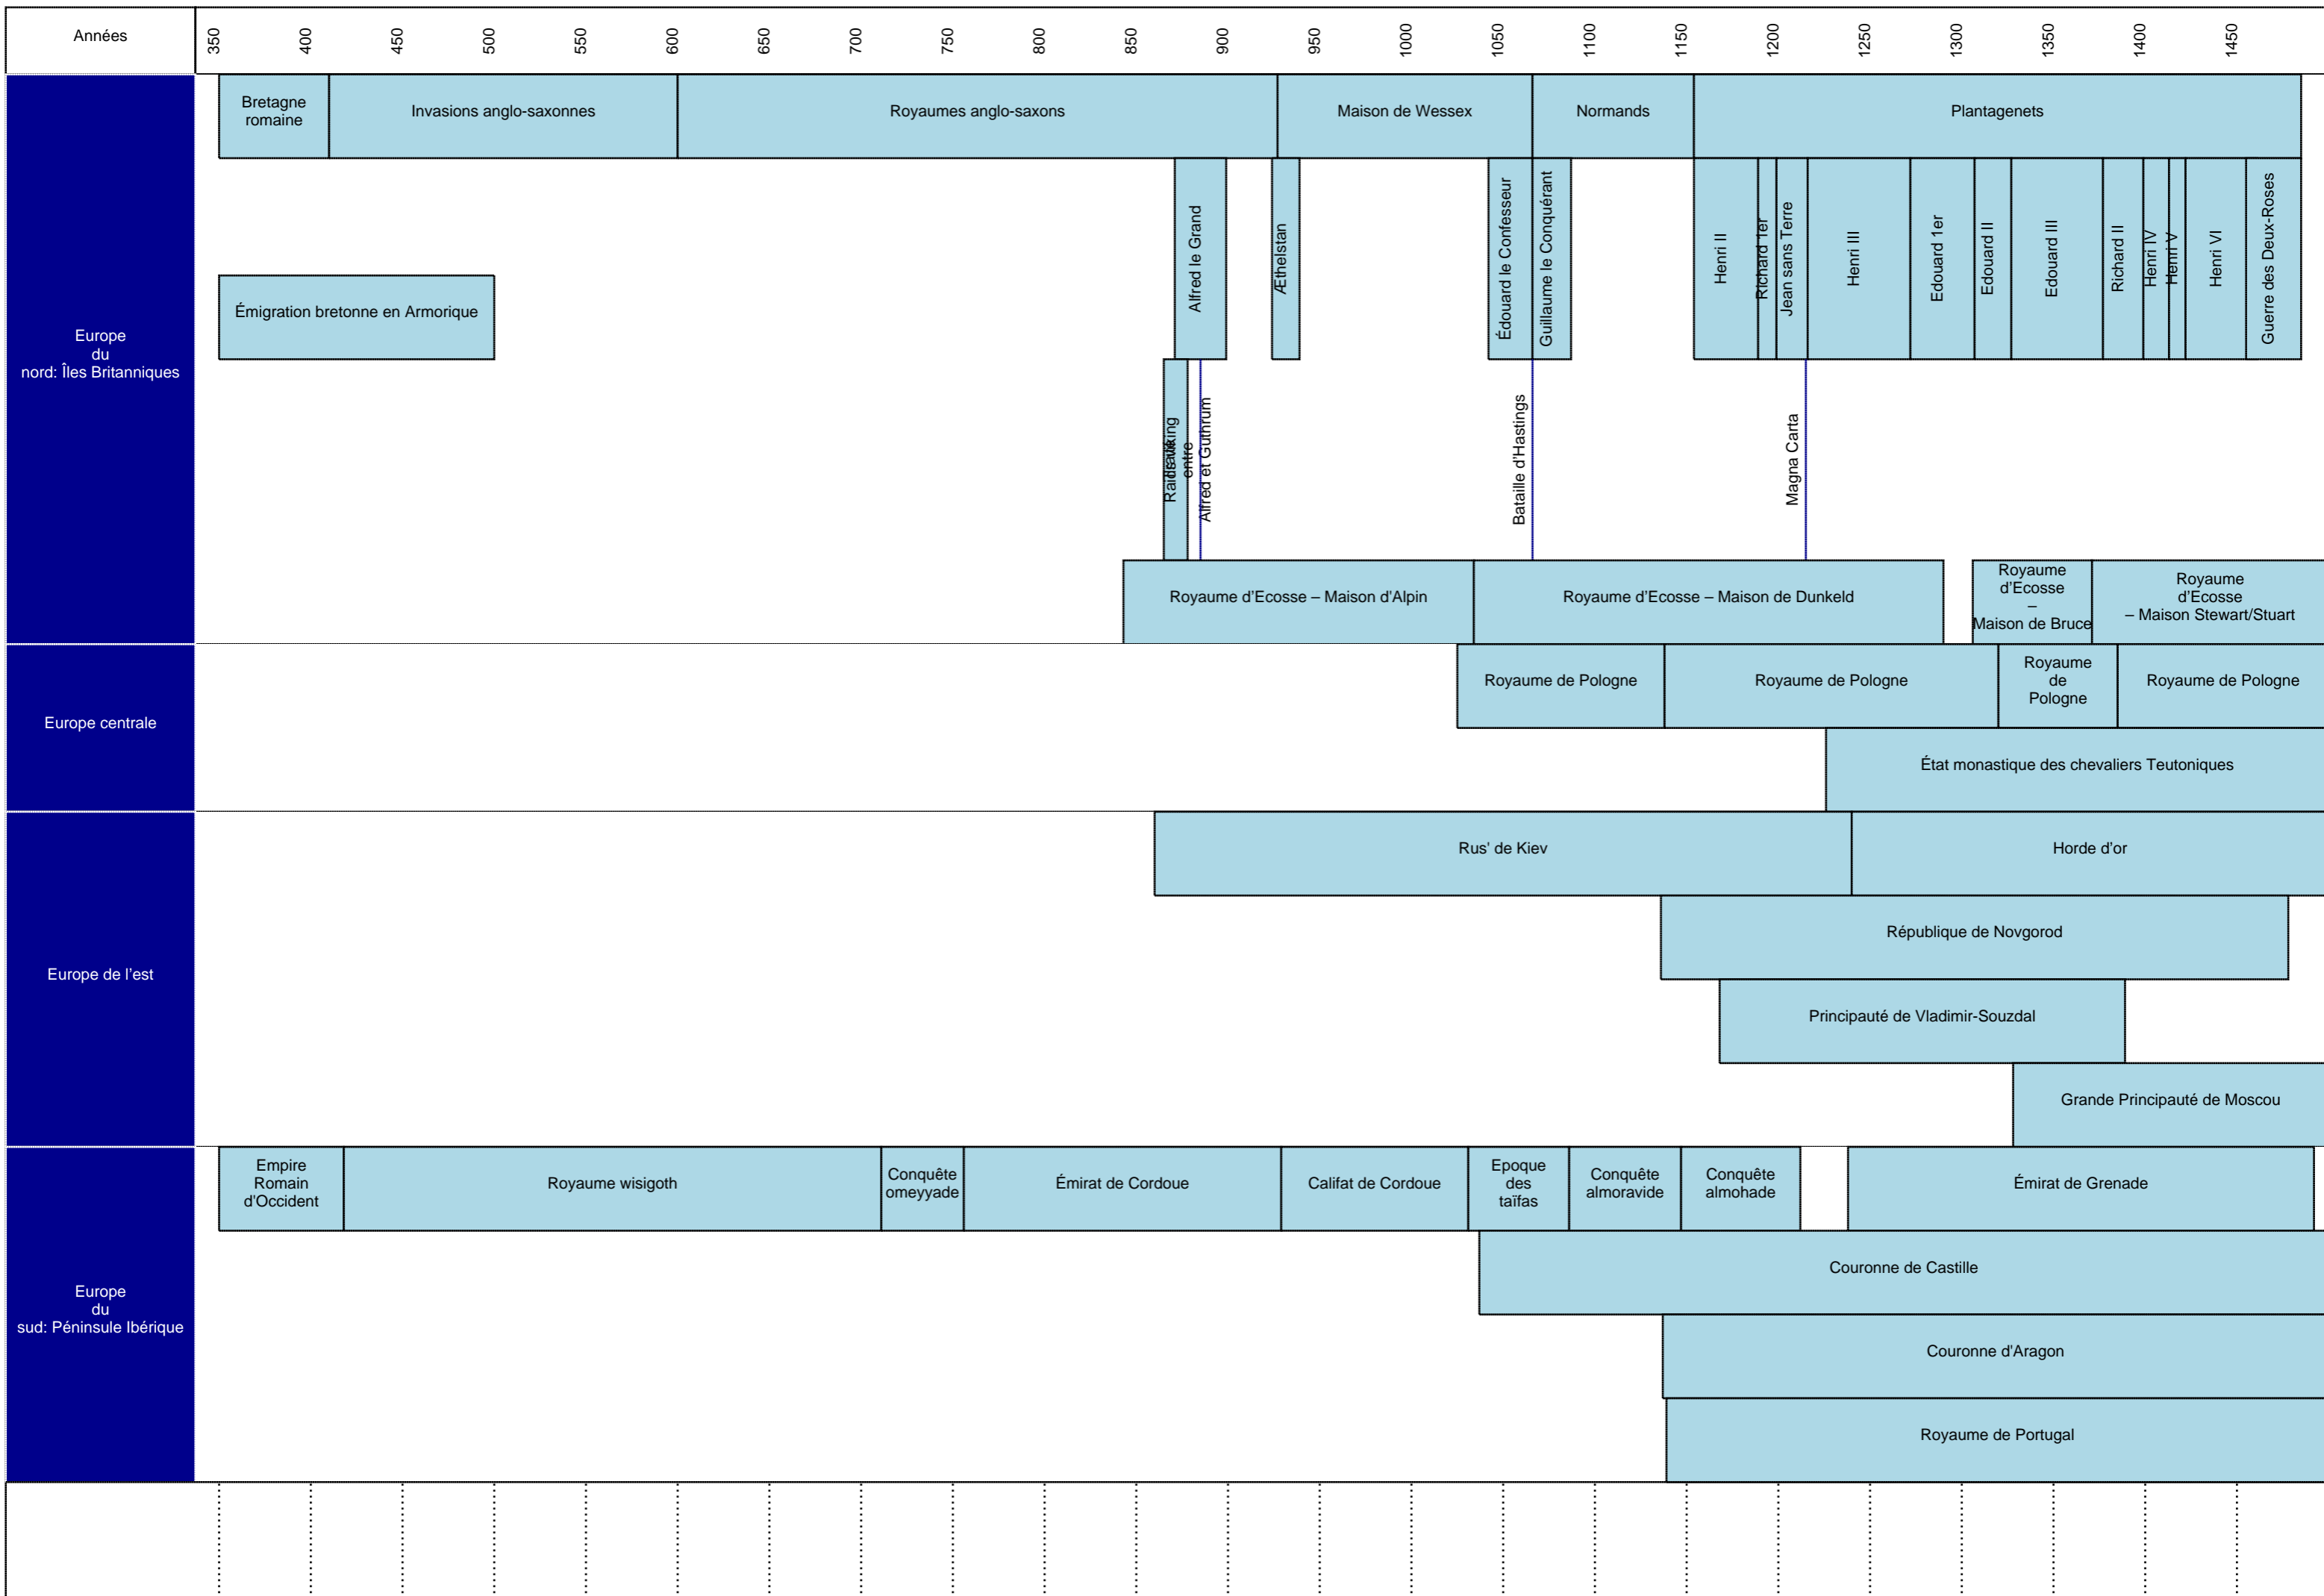 Années
350
400
450
500
550
600
650
700
750
800
850
900
950
1000
1050
1100
1150
1200
1250
1300
1350
1400
1450
Europe
du
nord: Îles Britanniques
Bretagne
romaine
Invasions anglo-saxonnes
Royaumes anglo-saxons
Maison de Wessex
Normands
Plantagenets
Émigration bretonne en Armorique
Alfred le Grand
Æthelstan
Édouard le Confesseur
Guillaume le Conquérant
Henri II
Richard 1er
Jean sans Terre
Henri III
Edouard 1er
Edouard II
Edouard III
Richard II
Henri IV
Henri V
Henri VI
Guerre des Deux-Roses
entre
Alfred et Guthrum
Bataille d'Hastings
Magna Carta
Royaume d'Ecosse – Maison d'Alpin
Royaume d'Ecosse – Maison de Dunkeld
Royaume
d'Ecosse
–
Maison de Bruce
Royaume
d'Ecosse
– Maison Stewart/Stuart
Europe centrale
Royaume de Pologne
Royaume de Pologne
Royaume
de
Pologne
Royaume de Pologne
État monastique des chevaliers Teutoniques
Europe de l'est
Rus' de Kiev
Horde d'or
République de Novgorod
Principauté de Vladimir-Souzdal
Grande Principauté de Moscou
Europe
du
sud: Péninsule Ibérique
Empire
Romain
d'Occident
Royaume wisigoth
Conquête
omeyyade
Émirat de Cordoue
Califat de Cordoue
Epoque
des
taïfas
Conquête
almoravide
Conquête
almohade
Émirat de Grenade
Couronne de Castille
Couronne d'Aragon
Royaume de Portugal